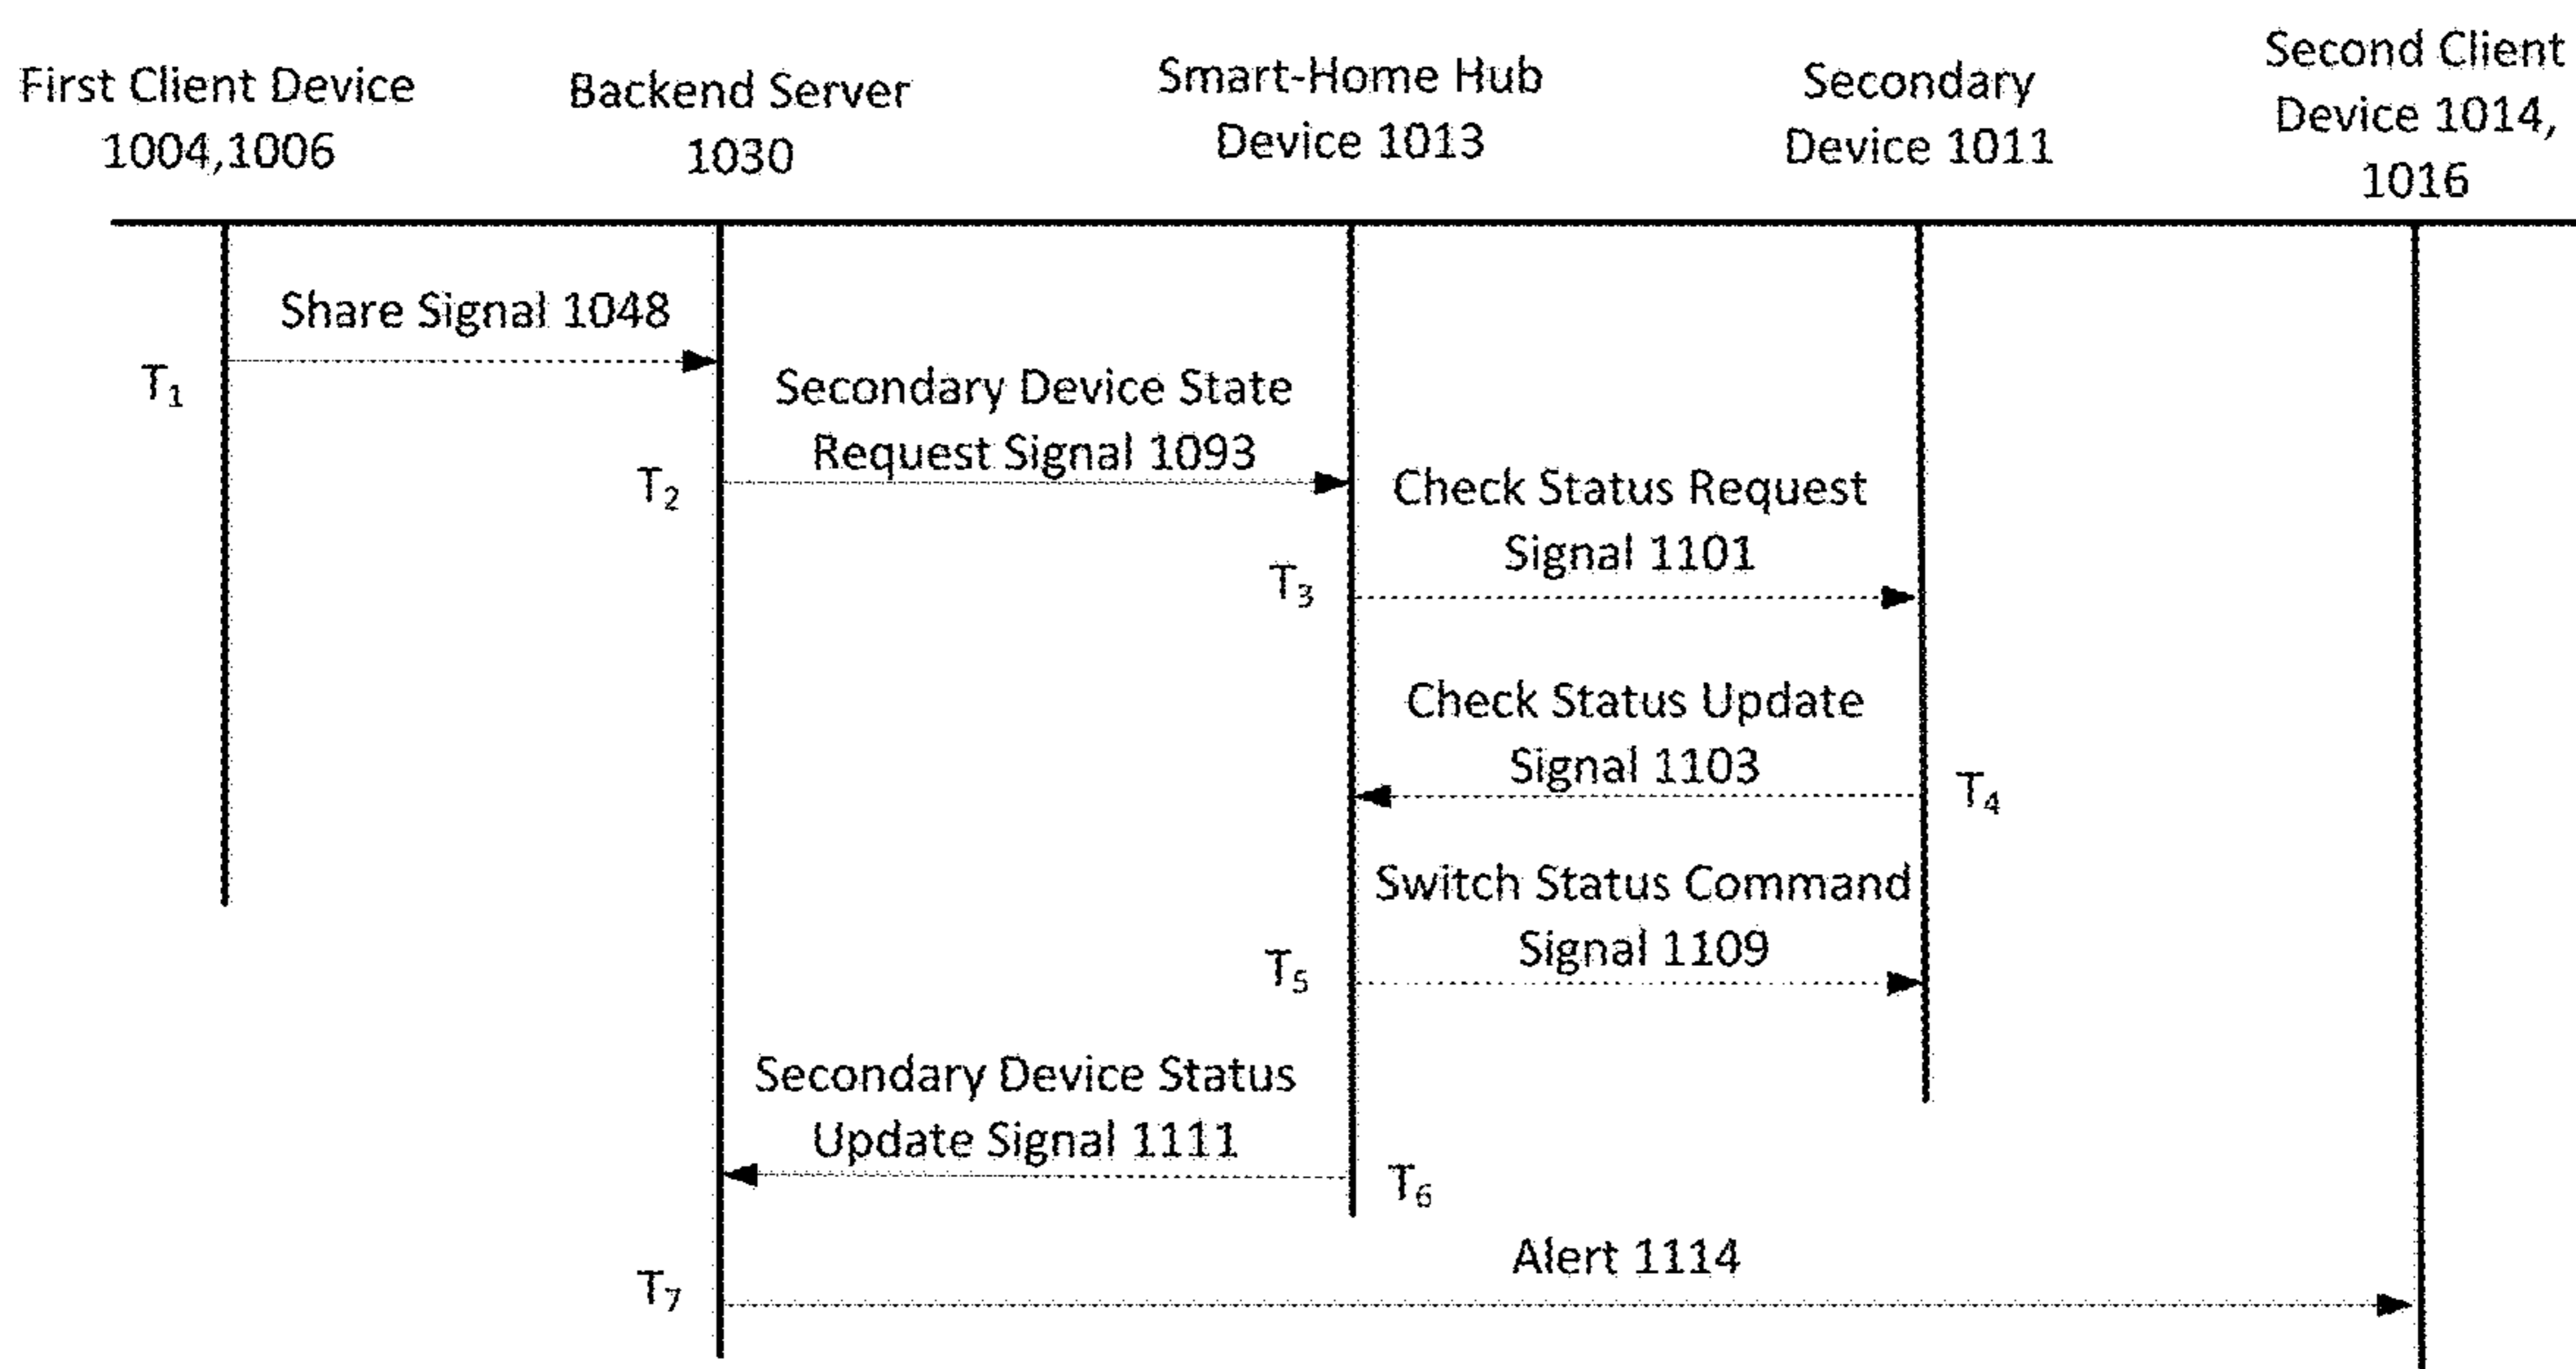 First Client Device
1004,1006
Backend Server
1030
Smart-Home Hub
Device 1013
Secondary
Device 1011
Second Client
Device 1014,
1016
Share Signal 1048
T1
Secondary Device State
Request Signal 1093
T2
Check Status Request
Signal 1101
T3
Check Status Update
Signal 1103
T4
Switch Status Command
Signal 1109
T5
Secondary Device Status
Update Signal 1111
T6
Alert 1114
T7